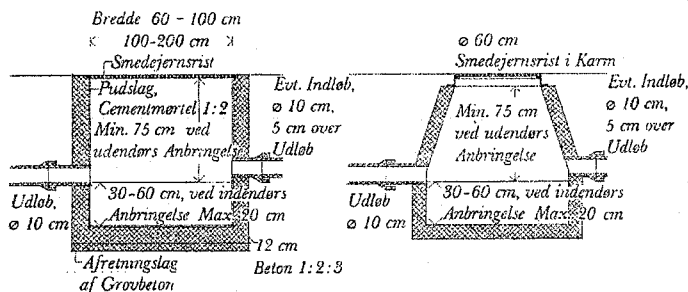 Bredde 60 - 100 cm
100-200 cm
Smedejernsrist
Pudslag,
Cementmørtel 1:2
Min. 75 cm ved
udendørs Anbringelse
Evt. Indløb,
ø 10 cm,
5 cm over
Udløb
Udløb,
ø 10 cm
30-60 cm, ved indendørs
Anbringelse Max. 20 cm
12 cm
Beton 1:2:3
Afretningslag
af Grovbeton
ø 60 cm
Smedejernsrist i Karm
Min. 75 cm
ved udendørs
Anbringelse
Evt. Indløb,
ø 10 cm,
5 cm over
Udløb
Udløb,
ø 10 cm
30-60 cm, ved indendørs
Anbringelse Max. 20 cm